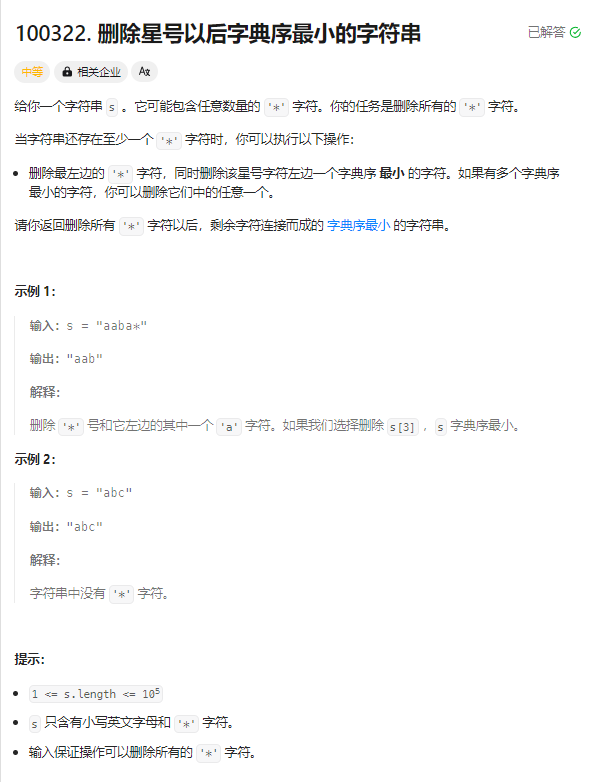 100322. 删除星号以后字典序最小的字符串
已解答
中等 相关企业 Aあ
给你一个字符串 s 。它可能包含任意数量的 '*' 字符。你的任务是删除所有的 '*' 字符。
当字符串还存在至少一个 '*' 字符时，你可以执行以下操作：
删除最左边的 '*' 字符，同时删除该星号字符左边一个字典序 最小 的字符。如果有多个字典序
最小的字符，你可以删除它们中的任意一个。
请你返回删除所有 '*' 字符以后，剩余字符连接而成的 字典序最小 的字符串。
示例 1：
输入：s = "aaba*"
输出："aab"
解释：
删除 '*' 号和它左边的其中一个 'a' 字符。如果我们选择删除 s[3] ，s 字典序最小。
示例 2：
输入：s = "abc"
输出："abc"
解释：
字符串中没有 '*' 字符。
提示：
1 <= s.length <= 10⁵
s 只含有小写英文字母和 '*' 字符。
输入保证操作可以删除所有的 '*' 字符。